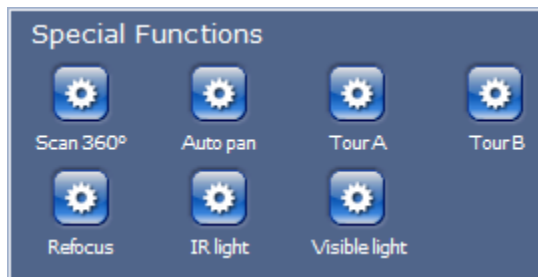 Special Functions
Scan 360° Auto pan Tour A Tour B
Refocus IR light Visible light